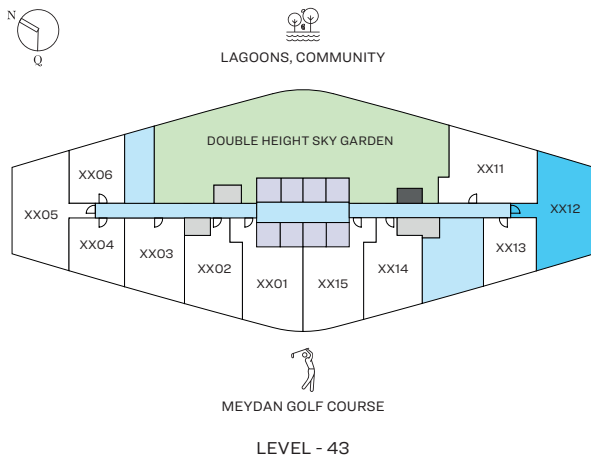 N
Q
LAGOONS, COMMUNITY
DOUBLE HEIGHT SKY GARDEN
XX06
XX11
XX05
XX12
XX04
XX03
XX02
XX01
XX15
XX14
XX13
MEYDAN GOLF COURSE
LEVEL - 43